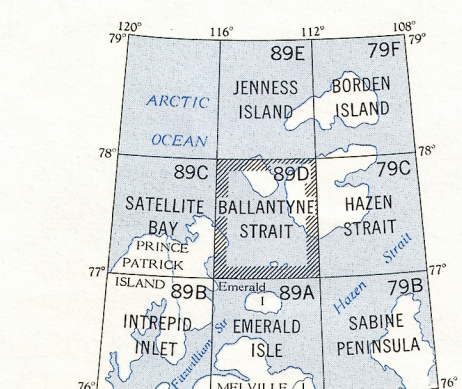 120° 116° 112° 108°
79° 79°
89E 79F
JENNESS ISLAND
BORDEN ISLAND
ARCTIC
OCEAN
78° 78°
89C 89D 79C
SATELLITE BAY
BALLANTYNE STRAIT
HAZEN STRAIT
PRINCE
PATRICK
ISLAND
Strait
77° 77°
89B Emerald I 89A 79B
Hazen
INTREPID INLET
EMERALD ISLE
SABINE PENINSULA
Fitzwilliam Str
MELVILLE I
76° 76°